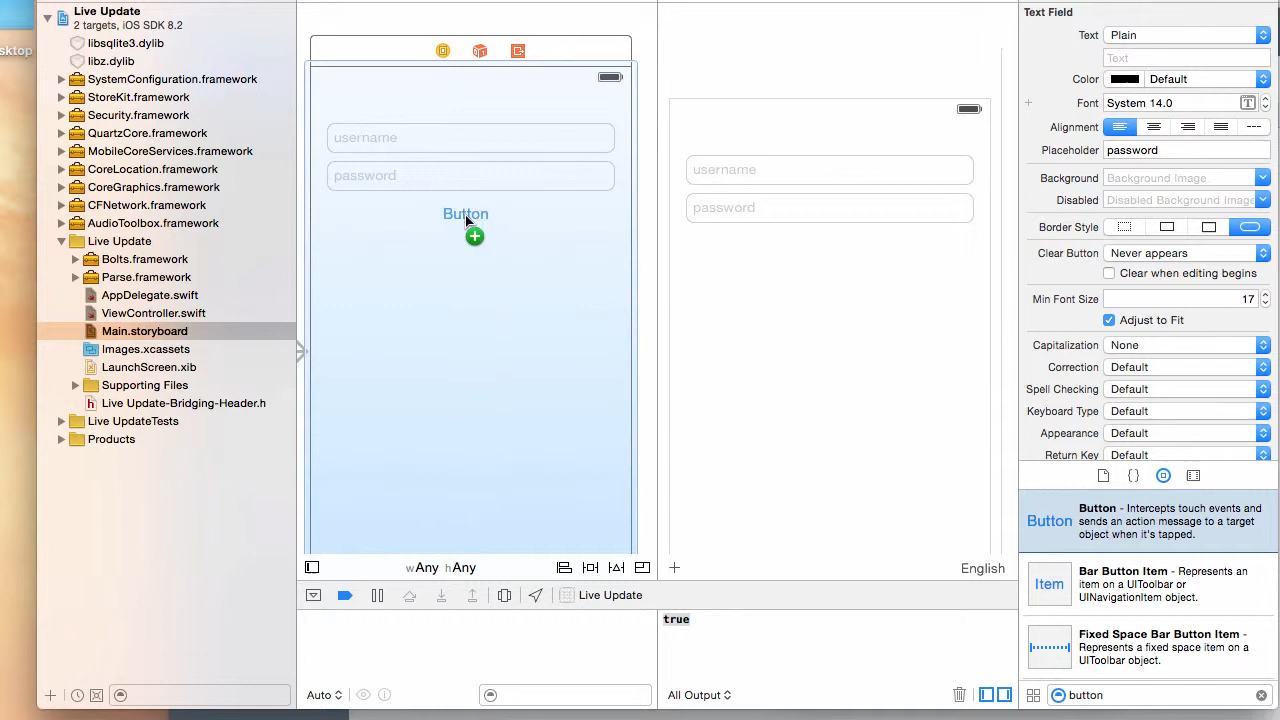 sktop
Live Update
2 targets, iOS SDK 8.2
libsqlite3.dylib
libz.dylib
SystemConfiguration.framework
StoreKit.framework
Security.framework
QuartzCore.framework
MobileCoreServices.framework
CoreLocation.framework
CoreGraphics.framework
CFNetwork.framework
AudioToolbox.framework
Live Update
Bolts.framework
Parse.framework
AppDelegate.swift
ViewController.swift
Main.storyboard
Images.xcassets
LaunchScreen.xib
Supporting Files
h Live Update-Bridging-Header.h
Live UpdateTests
Products
username
password
Button
wAny hAny
username
password
English
Live Update
true
Auto
All Output
Text Field
Text Plain
Text
Color Default
Font System 14.0 T
Alignment
Placeholder password
Background Background Image
Disabled Disabled Background Image
Border Style
Clear Button Never appears
Clear when editing begins
Min Font Size 17
Adjust to Fit
Capitalization None
Correction Default
Spell Checking Default
Keyboard Type Default
Appearance Default
Return Key Default
Button
Button - Intercepts touch events and
sends an action message to a target
object when it's tapped.
Item
Bar Button Item - Represents an
item on a UIToolbar or
UINavigationItem object.
Fixed Space Bar Button Item -
Represents a fixed space item on a
UIToolbar object.
button